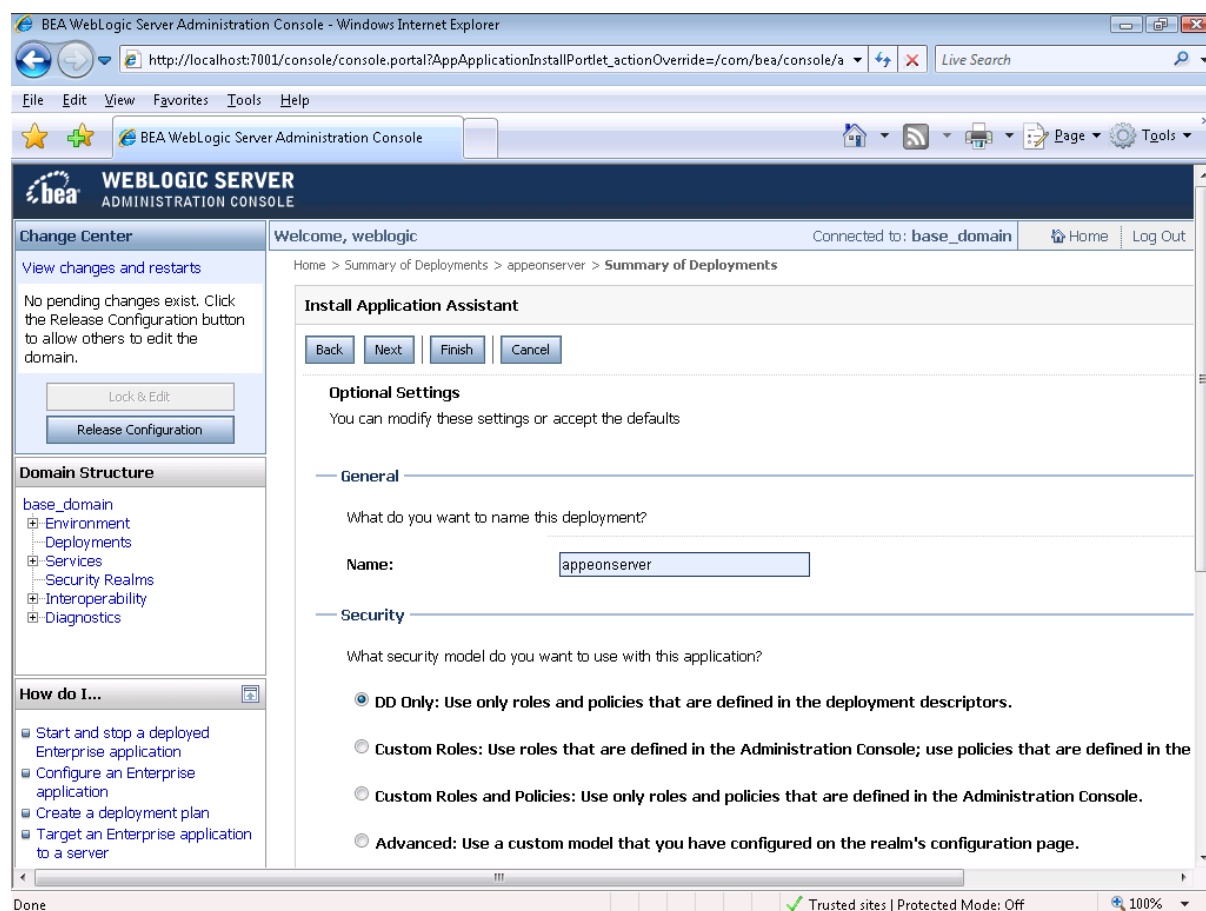 BEA WebLogic Server Administration Console - Windows Internet Explorer
http://localhost:7001/console/console.portal?AppApplicationInstallPortlet_actionOverride=/com/bea/console/a
Live Search
File Edit View Favorites Tools Help
BEA WebLogic Server Administration Console
Page Tools
bea WEBLOGIC SERVER
ADMINISTRATION CONSOLE
Change Center
View changes and restarts
No pending changes exist. Click
the Release Configuration button
to allow others to edit the
domain.
Lock & Edit
Release Configuration
Domain Structure
base_domain
Environment
Deployments
Services
Security Realms
Interoperability
Diagnostics
How do I...
Start and stop a deployed
Enterprise application
Configure an Enterprise
application
Create a deployment plan
Target an Enterprise application
to a server
Welcome, weblogic Connected to: base_domain Home Log Out
Home > Summary of Deployments > appeonserver > Summary of Deployments
Install Application Assistant
Back Next Finish Cancel
Optional Settings
You can modify these settings or accept the defaults
General
What do you want to name this deployment?
Name: appeonserver
Security
What security model do you want to use with this application?
DD Only: Use only roles and policies that are defined in the deployment descriptors.
Custom Roles: Use roles that are defined in the Administration Console; use policies that are defined in the
Custom Roles and Policies: Use only roles and policies that are defined in the Administration Console.
Advanced: Use a custom model that you have configured on the realm's configuration page.
Done Trusted sites | Protected Mode: Off 100%